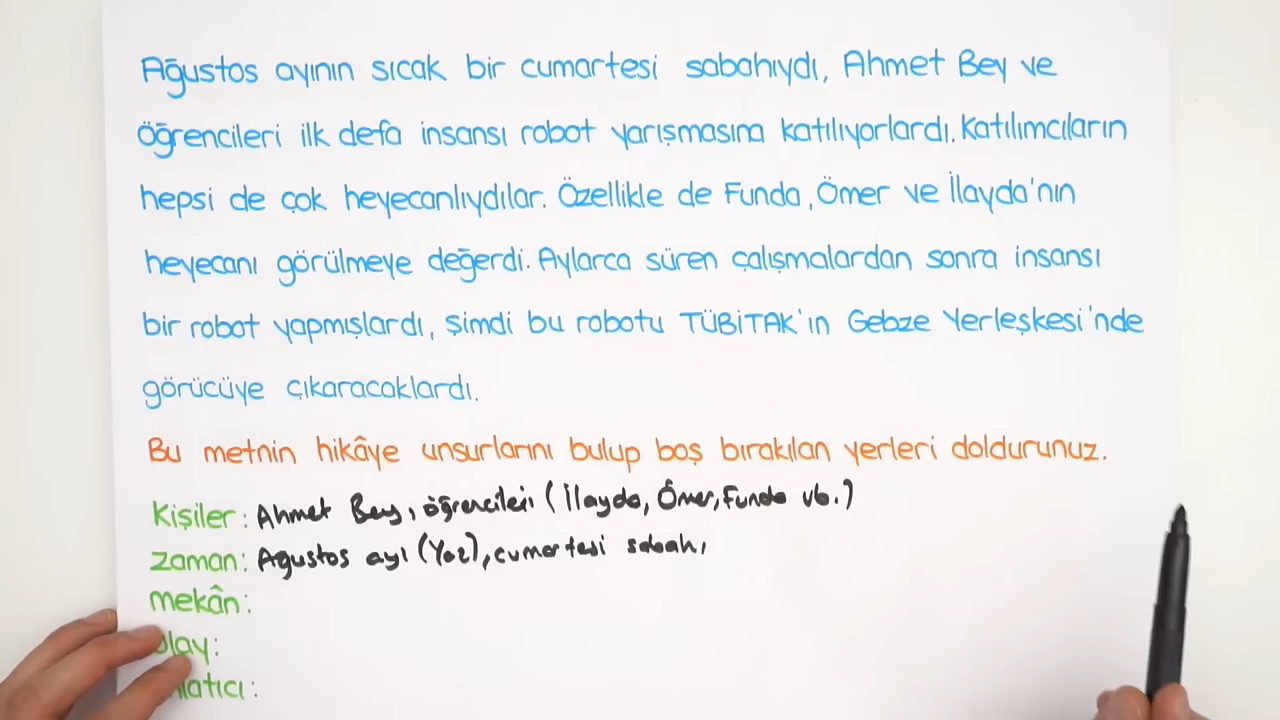 Ağustos ayının sıcak bir cumartesi sabahıydı, Ahmet Bey ve
öğrencileri ilk defa insansı robot yarışmasına katılıyorlardı. Katılımcıların
hepsi de çok heyecanlıydılar. Özellikle de Funda, Ömer ve İlayda'nın
heyecanı görülmeye değerdi. Aylarca süren çalışmalardan sonra insansı
bir robot yapmışlardı, şimdi bu robotu TÜBİTAK'ın Gebze Yerleşkesi'nde
görücüye çıkaracaklardı.
Bu metnin hikâye unsurlarını bulup boş bırakılan yerleri doldurunuz.
Kişiler: Ahmet Bey, öğrencileri (İlayda, Ömer, Funda vb.)
zaman: Agustos ayı (Yaz), cumartesi sabahı
mekân:
olay:
anlatıcı: